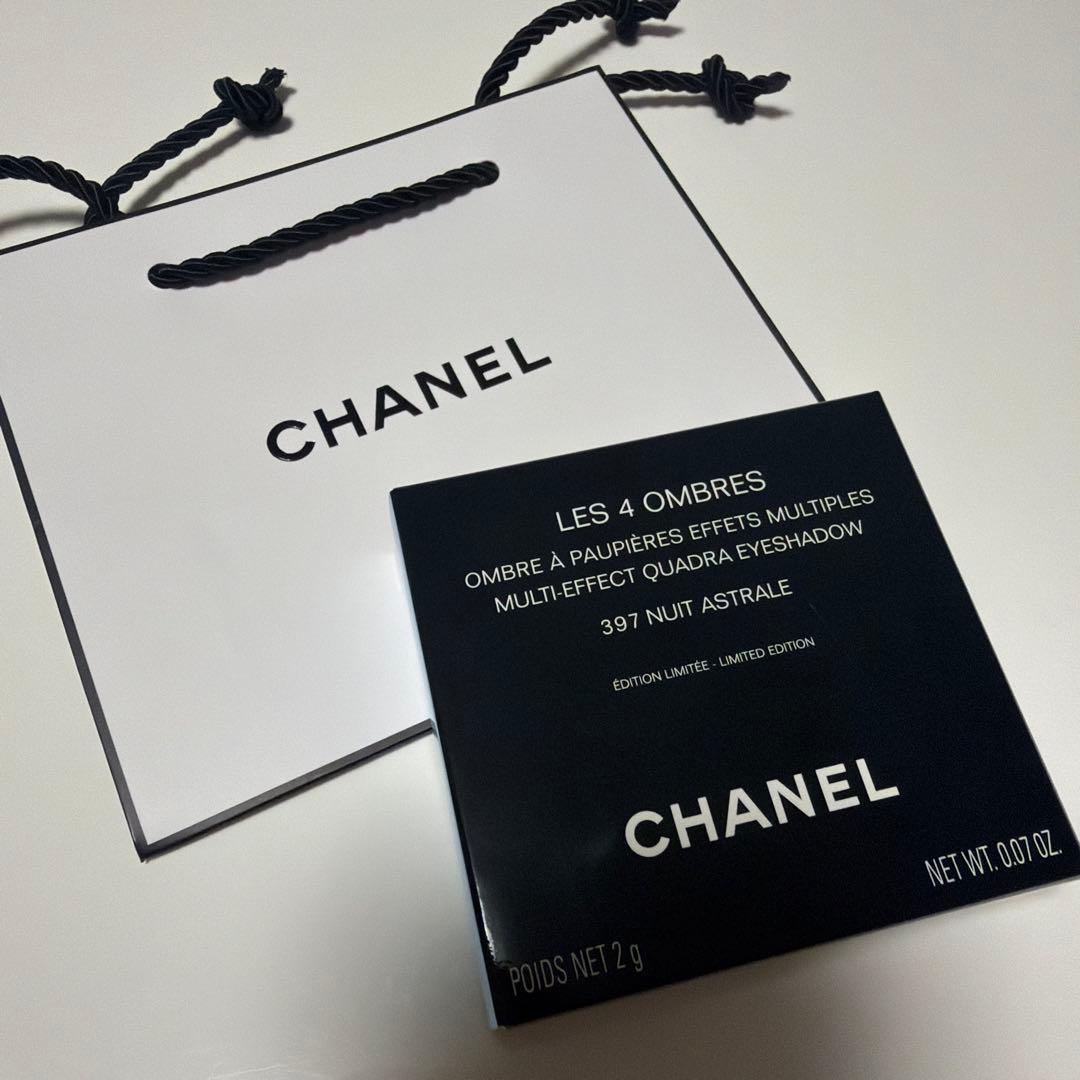 CHANEL
LES 4 OMBRES
OMBRE À PAUPIÈRES EFFETS MULTIPLES
MULTI-EFFECT QUADRA EYESHADOW
397 NUIT ASTRALE
ÉDITION LIMITÉE - LIMITED EDITION
CHANEL
NET WT. 0.07 OZ.
POIDS NET 2 g